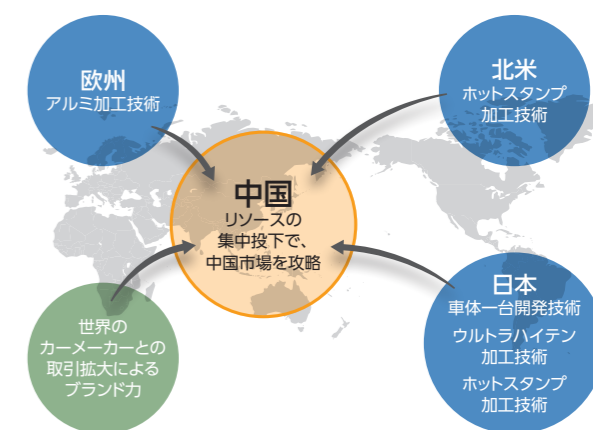 欧州
アルミ加工技術
北米
ホットスタンプ
加工技術
中国
リソースの
集中投下で、
中国市場を攻略
世界の
カーメーカーとの
取引拡大による
ブランド力
日本
車体一台開発技術
ウルトラハイテン
加工技術
ホットスタンプ
加工技術